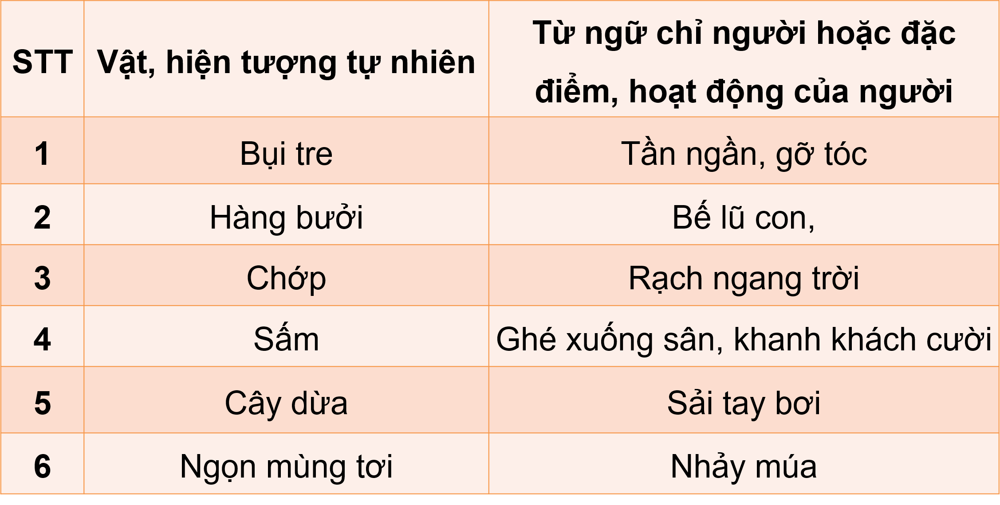 STT Vật, hiện tượng tự nhiên Từ ngữ chỉ người hoặc đặc
điểm, hoạt động của người
1 Bụi tre Tần ngần, gỡ tóc
2 Hàng bưởi Bế lũ con,
3 Chớp Rạch ngang trời
4 Sấm Ghé xuống sân, khanh khách cười
5 Cây dừa Sải tay bơi
6 Ngọn mùng tơi Nhảy múa